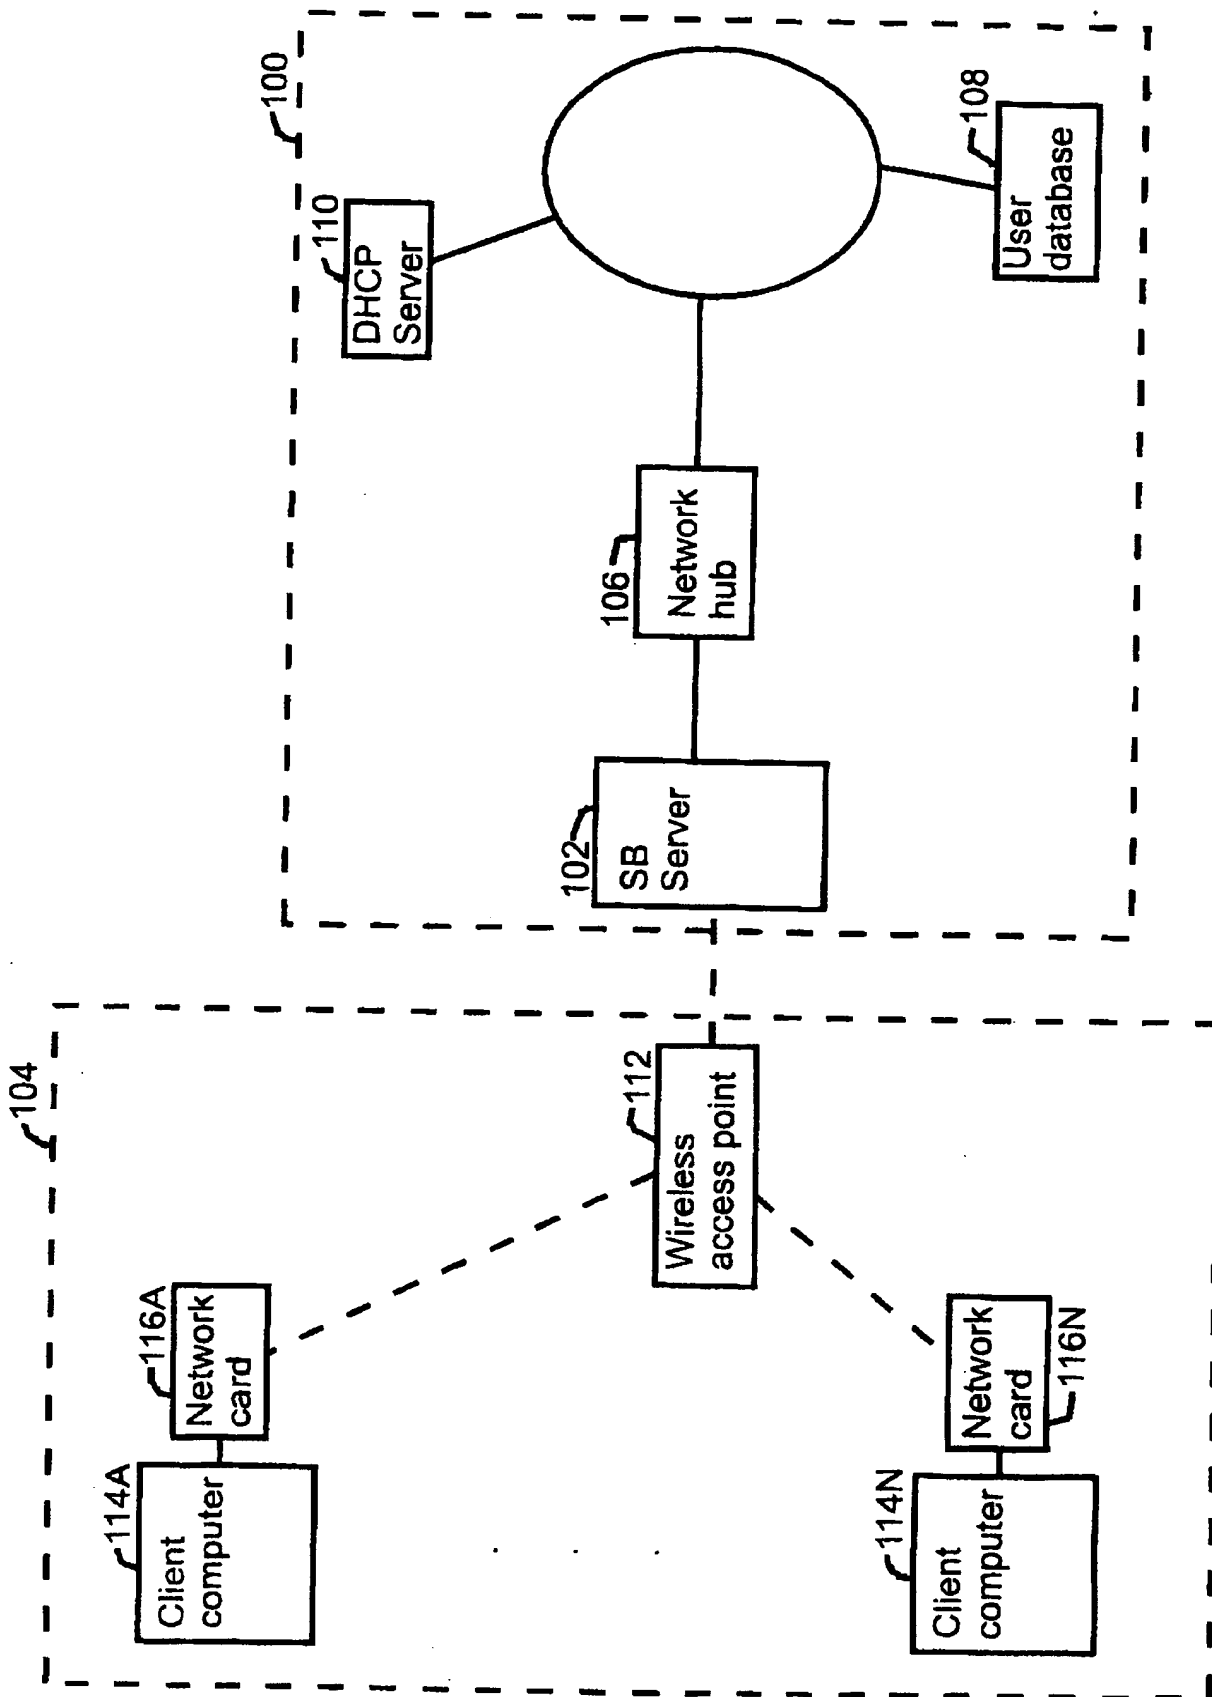 104
114A
Client
computer
116A
Network
card
114N
Client
computer
Network
card
116N
112
Wireless
access point
100
102
SB
Server
106
Network
hub
110
DHCP
Server
108
User
database